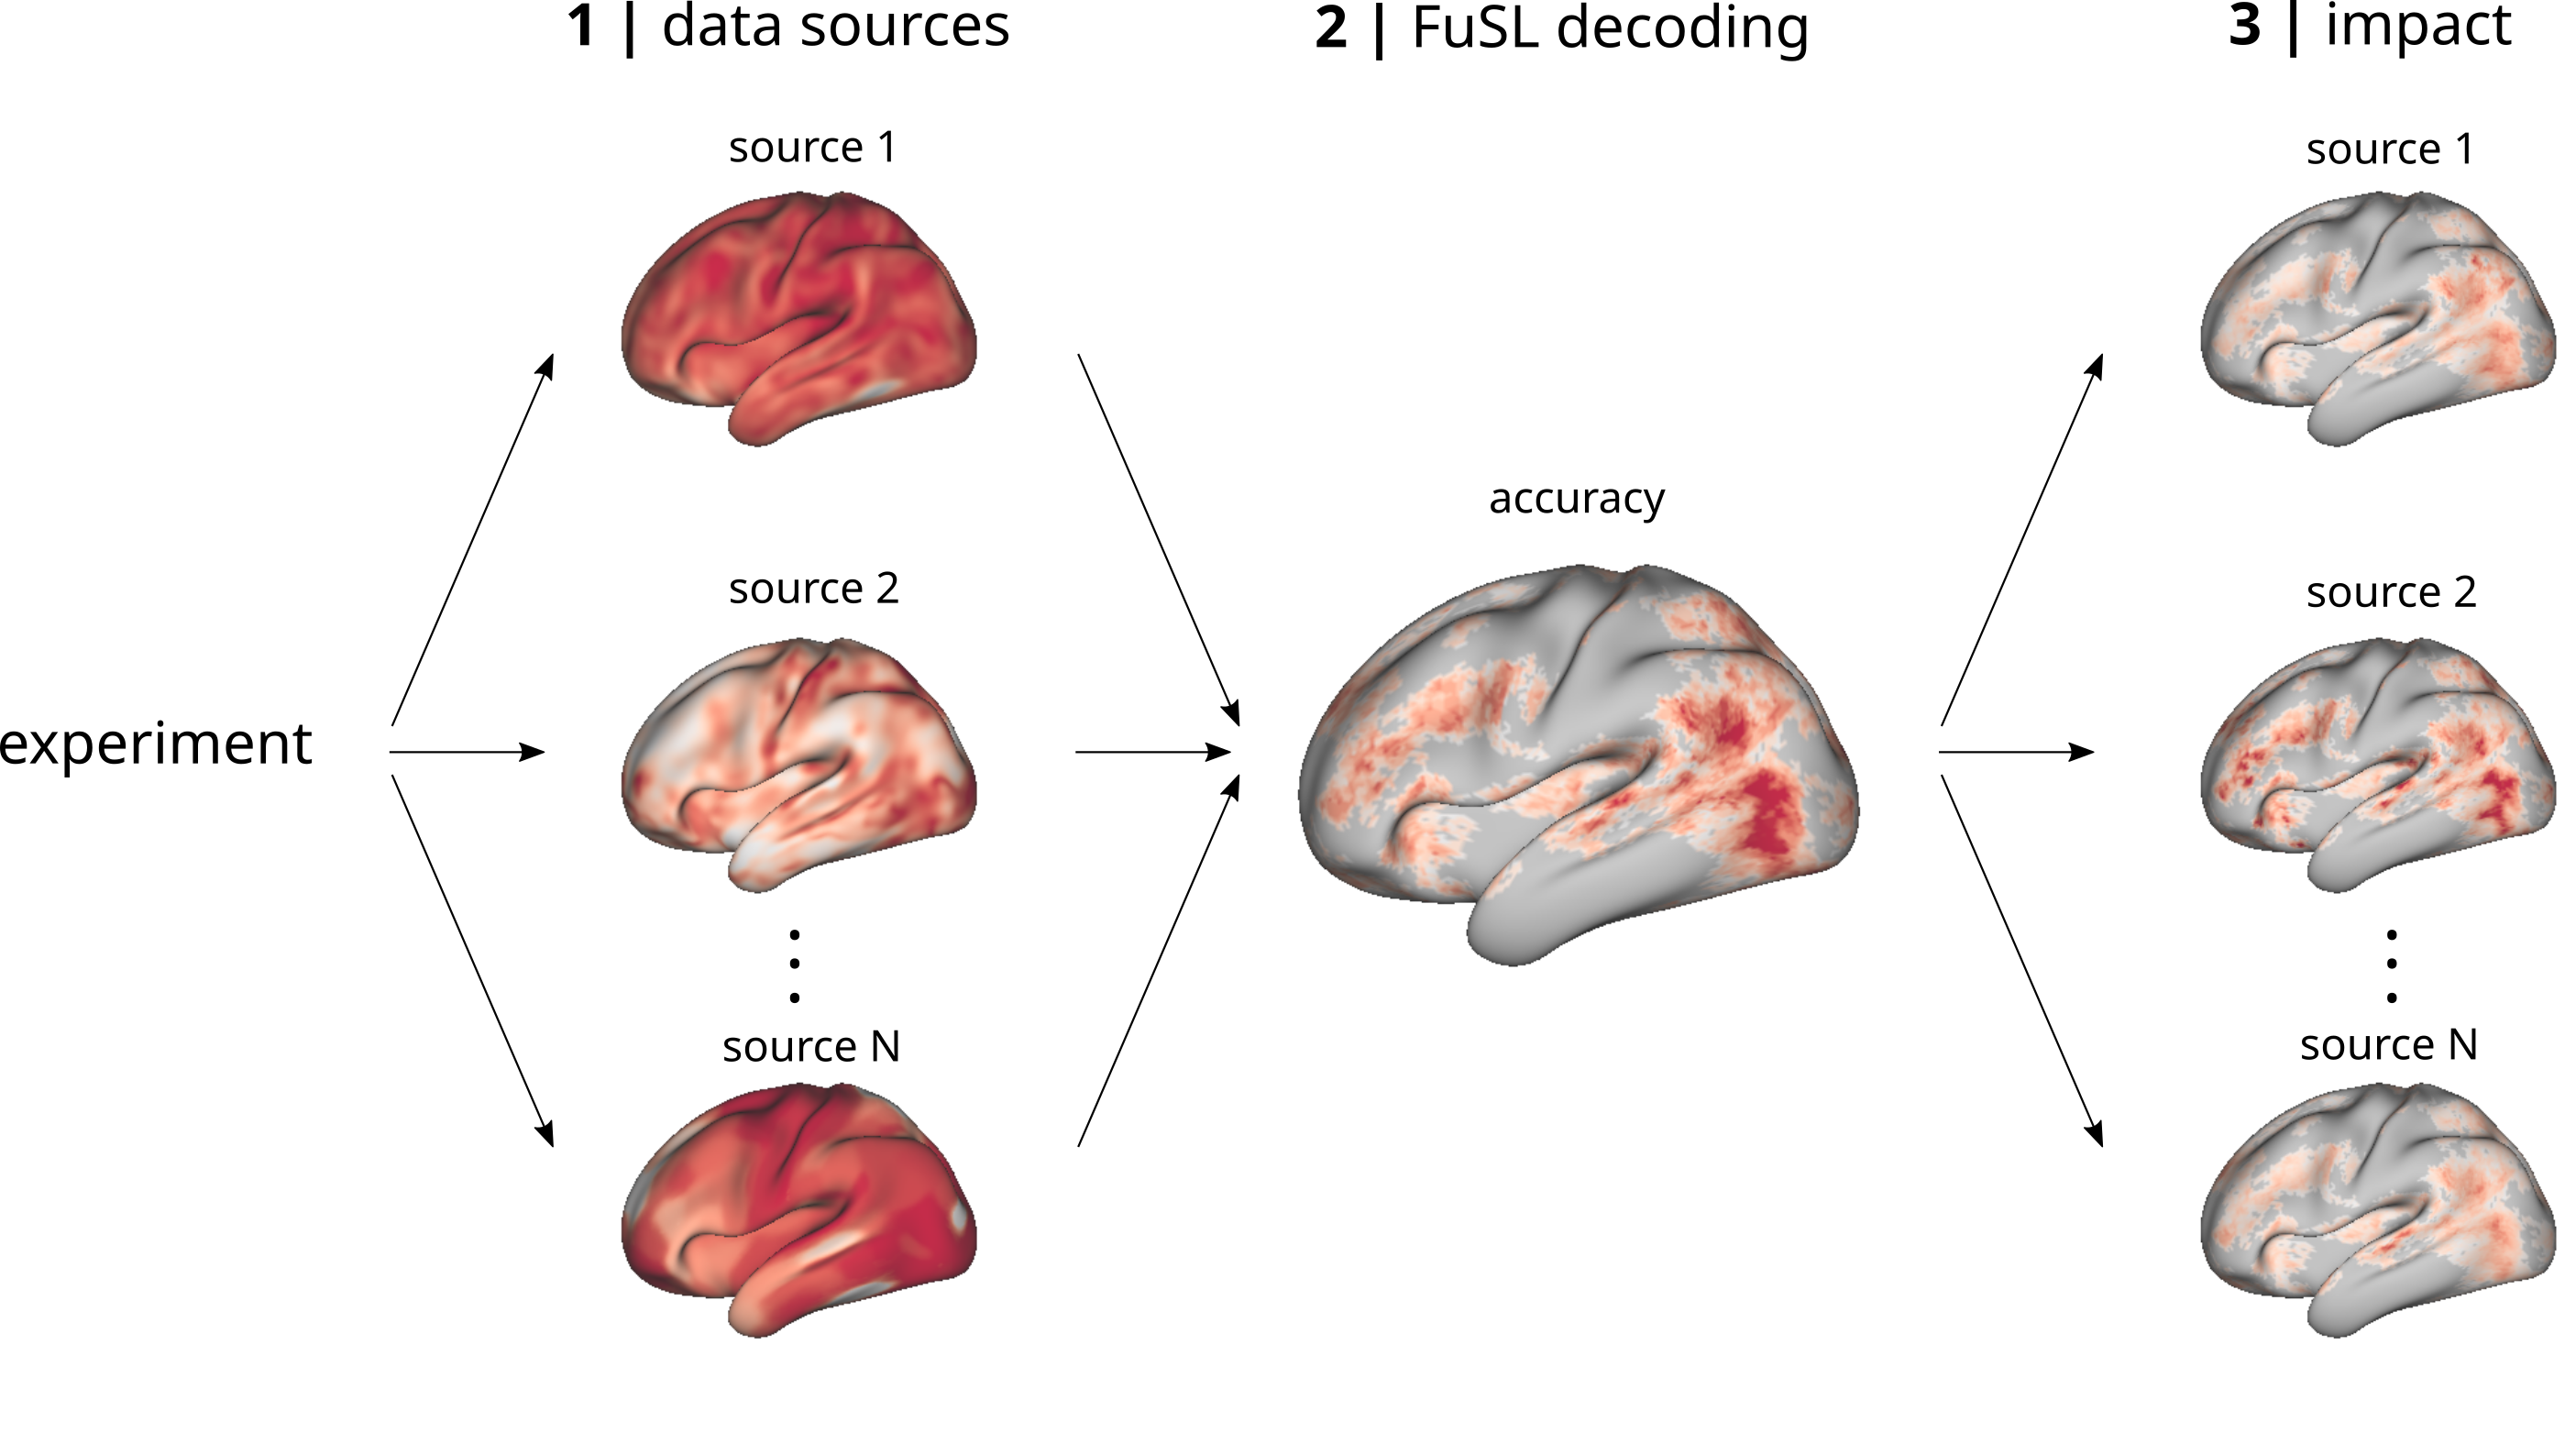 1 | data sources
2 | FuSL decoding
3 | impact
source 1
source 1
accuracy
source 2
source 2
experiment
source N
source N